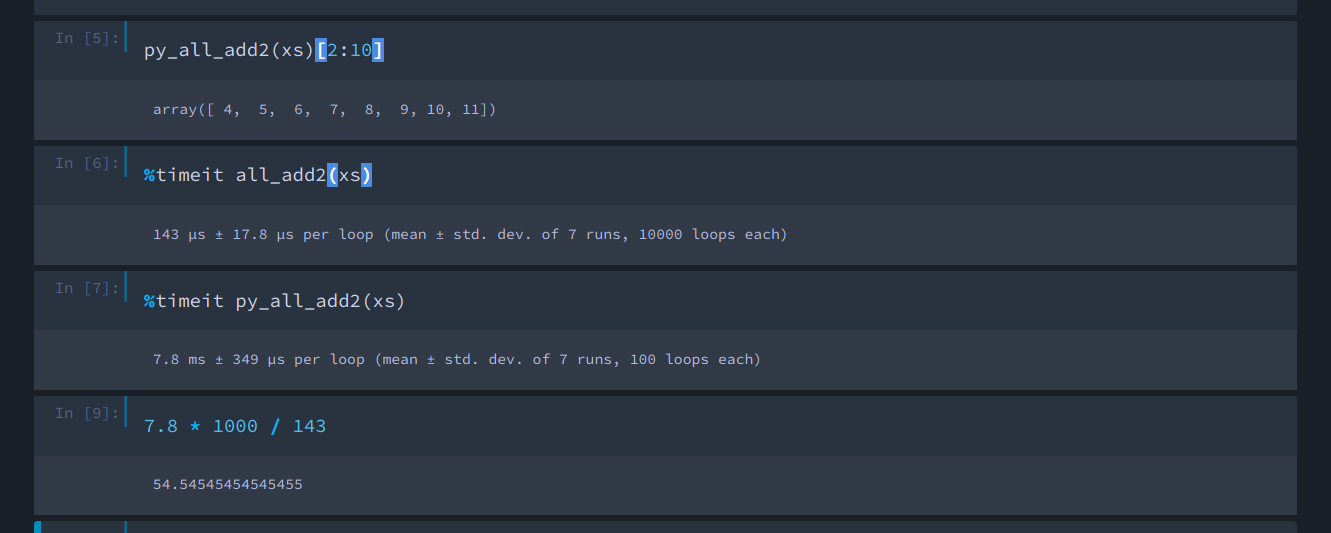 In [5]:
py_all_add2(xs)[2:10]
array([ 4,  5,  6,  7,  8,  9, 10, 11])
In [6]:
%timeit all_add2(xs)
143 µs ± 17.8 µs per loop (mean ± std. dev. of 7 runs, 10000 loops each)
In [7]:
%timeit py_all_add2(xs)
7.8 ms ± 349 µs per loop (mean ± std. dev. of 7 runs, 100 loops each)
In [9]:
7.8 * 1000 / 143
54.54545454545455